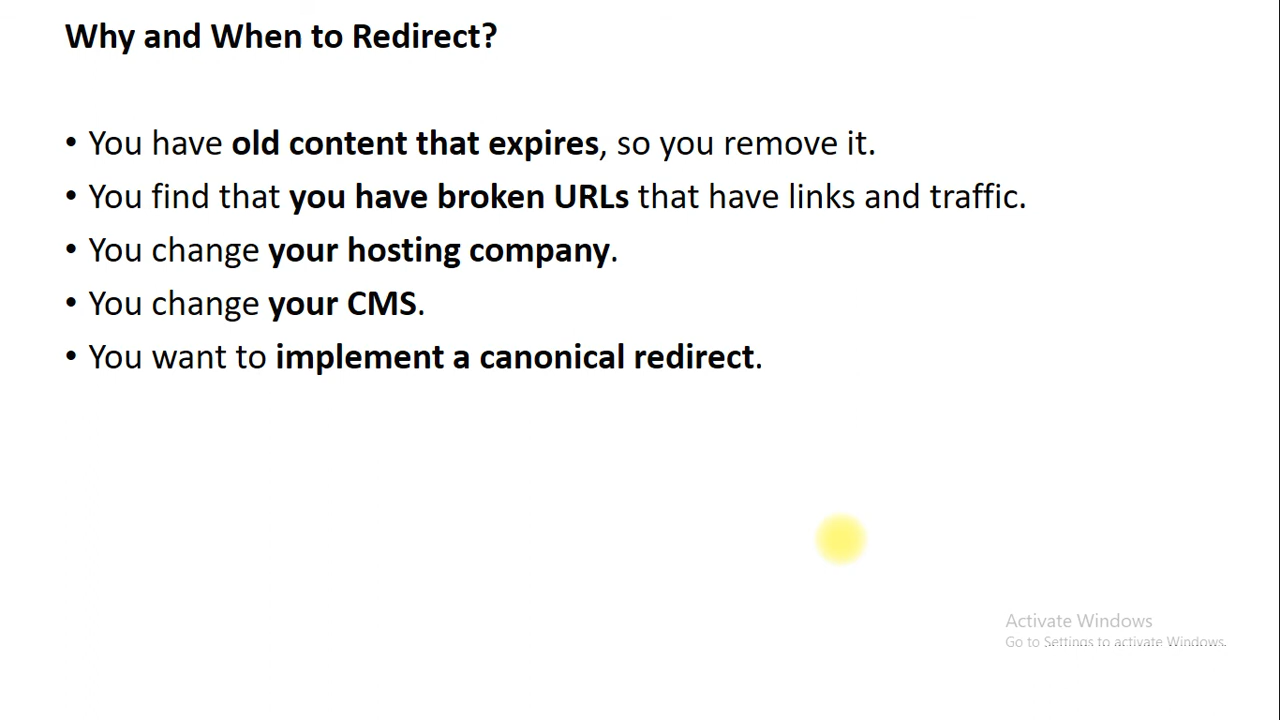 Why and When to Redirect?
• You have old content that expires, so you remove it.
• You find that you have broken URLs that have links and traffic.
• You change your hosting company.
• You change your CMS.
• You want to implement a canonical redirect.
Activate Windows
Go to Settings to activate Windows.